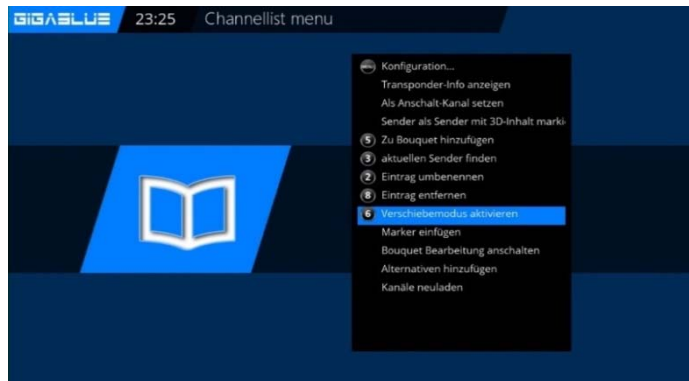 GIGABLUE 23:25 Channellist menu
MENU Konfiguration...
Transponder-Info anzeigen
Als Anschalt-Kanal setzen
Sender als Sender mit 3D-Inhalt marki
5 Zu Bouquet hinzufügen
3 aktuellen Sender finden
2 Eintrag umbenennen
8 Eintrag entfernen
6 Verschiebemodus aktivieren
Marker einfügen
Bouquet Bearbeitung anschalten
Alternativen hinzufügen
Kanäle neuladen